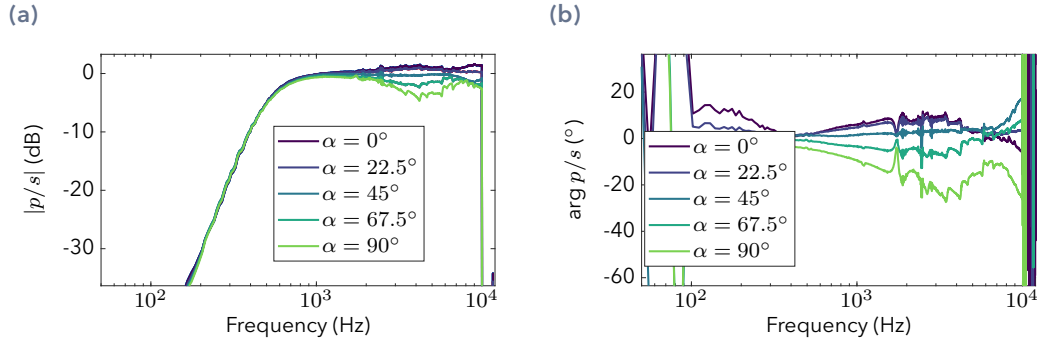 (a)
0
-10
-20
-30
|p/s| (dB)
α = 0°
α = 22.5°
α = 45°
α = 67.5°
α = 90°
10² 10³ 10⁴
Frequency (Hz)
(b)
20
0
-20
-40
-60
arg p/s (°)
α = 0°
α = 22.5°
α = 45°
α = 67.5°
α = 90°
10² 10³ 10⁴
Frequency (Hz)